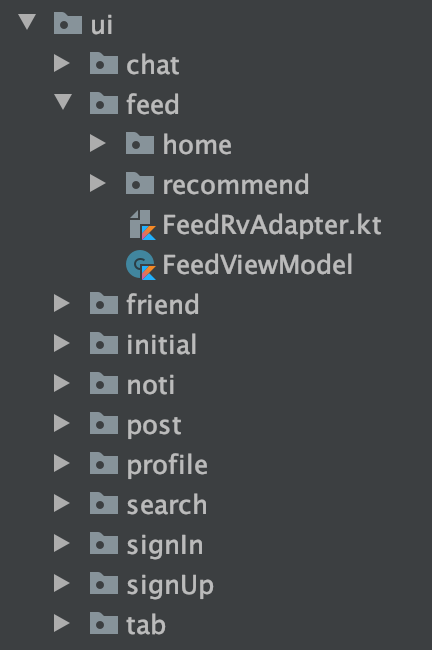 ui
chat
feed
home
recommend
FeedRvAdapter.kt
FeedViewModel
friend
initial
noti
post
profile
search
signIn
signUp
tab